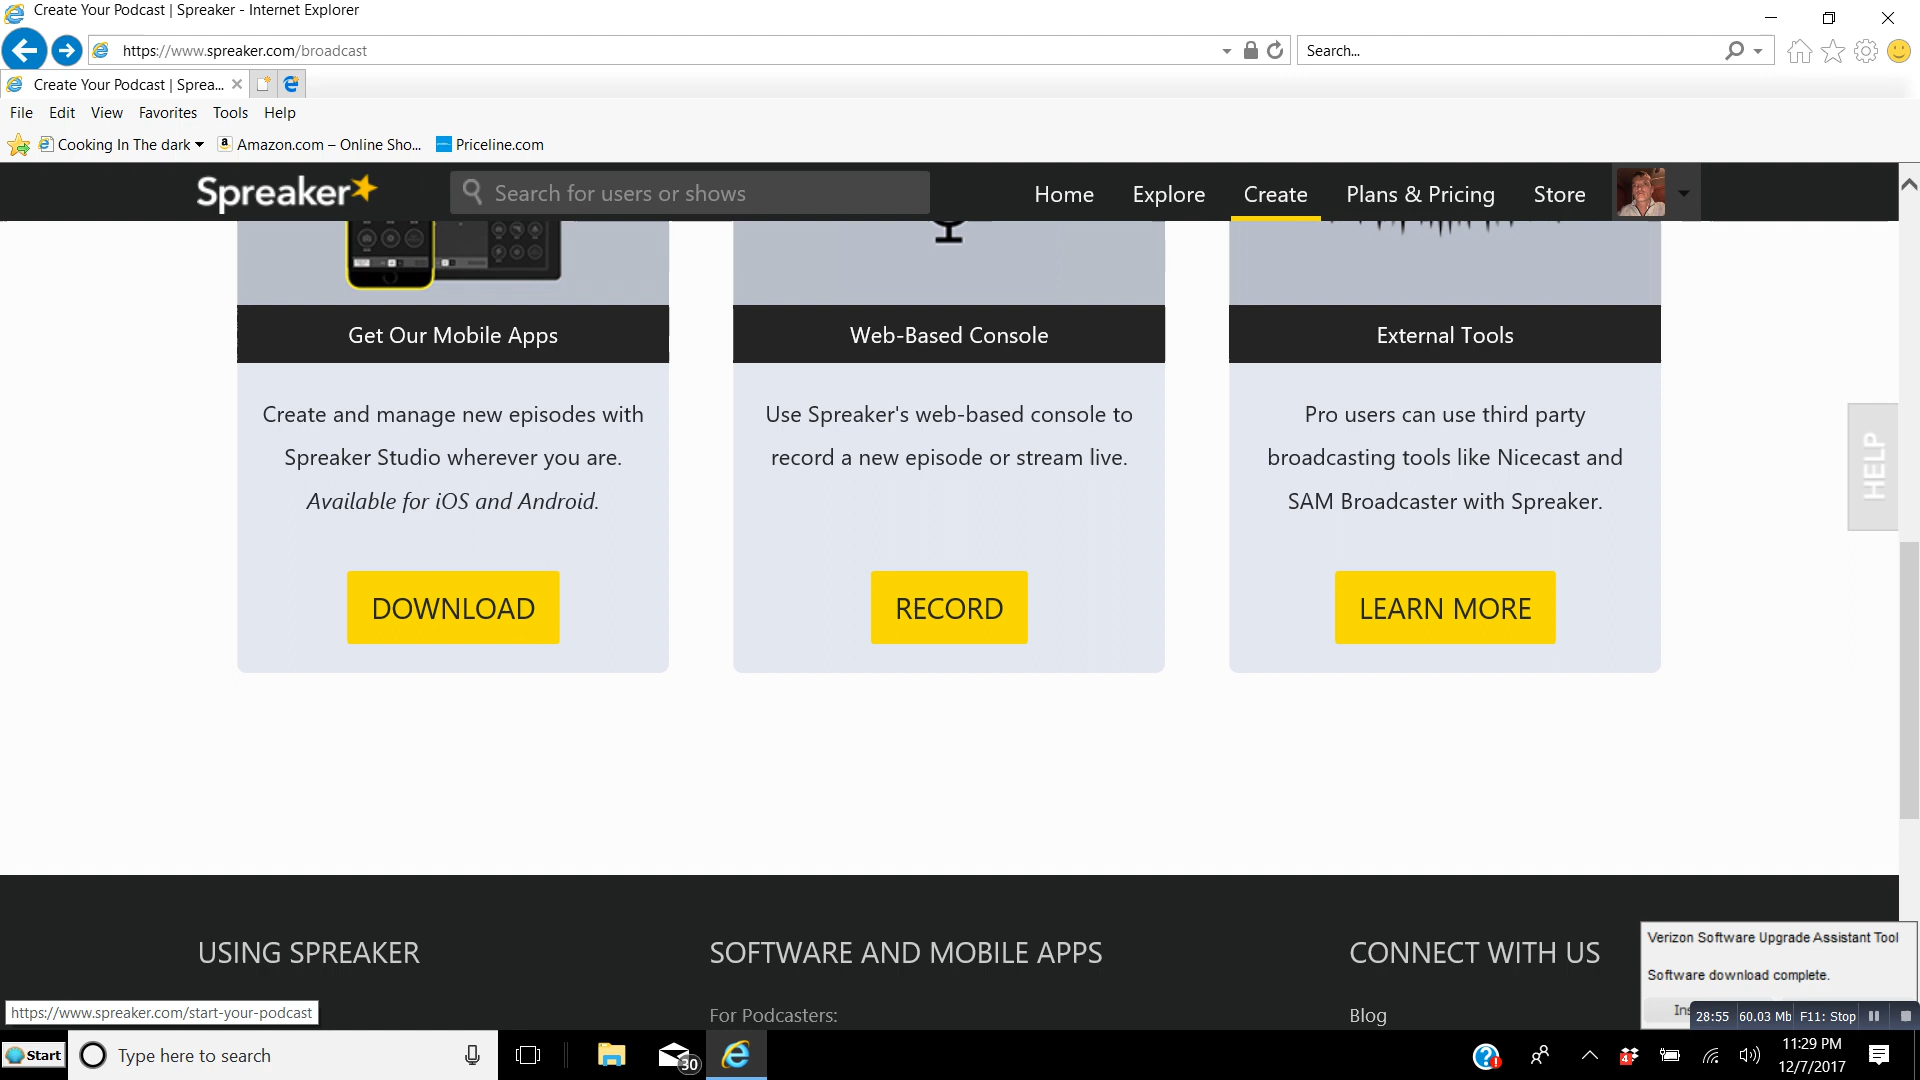 Create Your Podcast | Spreaker - Internet Explorer
https://www.spreaker.com/broadcast
Search...
Create Your Podcast | Sprea...
File Edit View Favorites Tools Help
Cooking In The dark Amazon.com – Online Sho... Priceline.com
Spreaker
Search for users or shows
Home Explore Create Plans & Pricing Store
Get Our Mobile Apps
Create and manage new episodes with
Spreaker Studio wherever you are.
Available for iOS and Android.
DOWNLOAD
Web-Based Console
Use Spreaker's web-based console to
record a new episode or stream live.
RECORD
External Tools
Pro users can use third party
broadcasting tools like Nicecast and
SAM Broadcaster with Spreaker.
LEARN MORE
HELP
USING SPREAKER
SOFTWARE AND MOBILE APPS
For Podcasters:
CONNECT WITH US
Blog
Verizon Software Upgrade Assistant Tool
Software download complete.
28:55 60.03 Mb F11: Stop
https://www.spreaker.com/start-your-podcast
Start
Type here to search
30
4
11:29 PM
12/7/2017